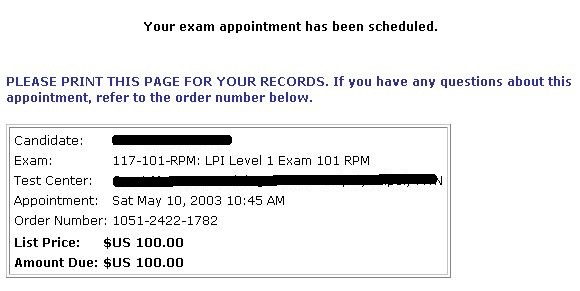 Your exam appointment has been scheduled.
PLEASE PRINT THIS PAGE FOR YOUR RECORDS. If you have any questions about this
appointment, refer to the order number below.
Candidate:
Exam: 117-101-RPM: LPI Level 1 Exam 101 RPM
Test Center:
Appointment: Sat May 10, 2003 10:45 AM
Order Number: 1051-2422-1782
List Price: $US 100.00
Amount Due: $US 100.00